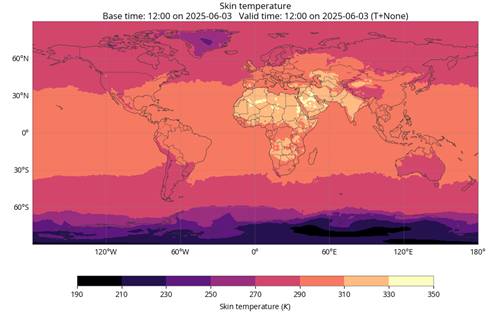 Skin temperature
Base time: 12:00 on 2025-06-03 Valid time: 12:00 on 2025-06-03 (T+None)
60°N
30°N
0°
30°S
60°S
120°W 60°W 0° 60°E 120°E 180°
190 210 230 250 270 290 310 330 350
Skin temperature (K)